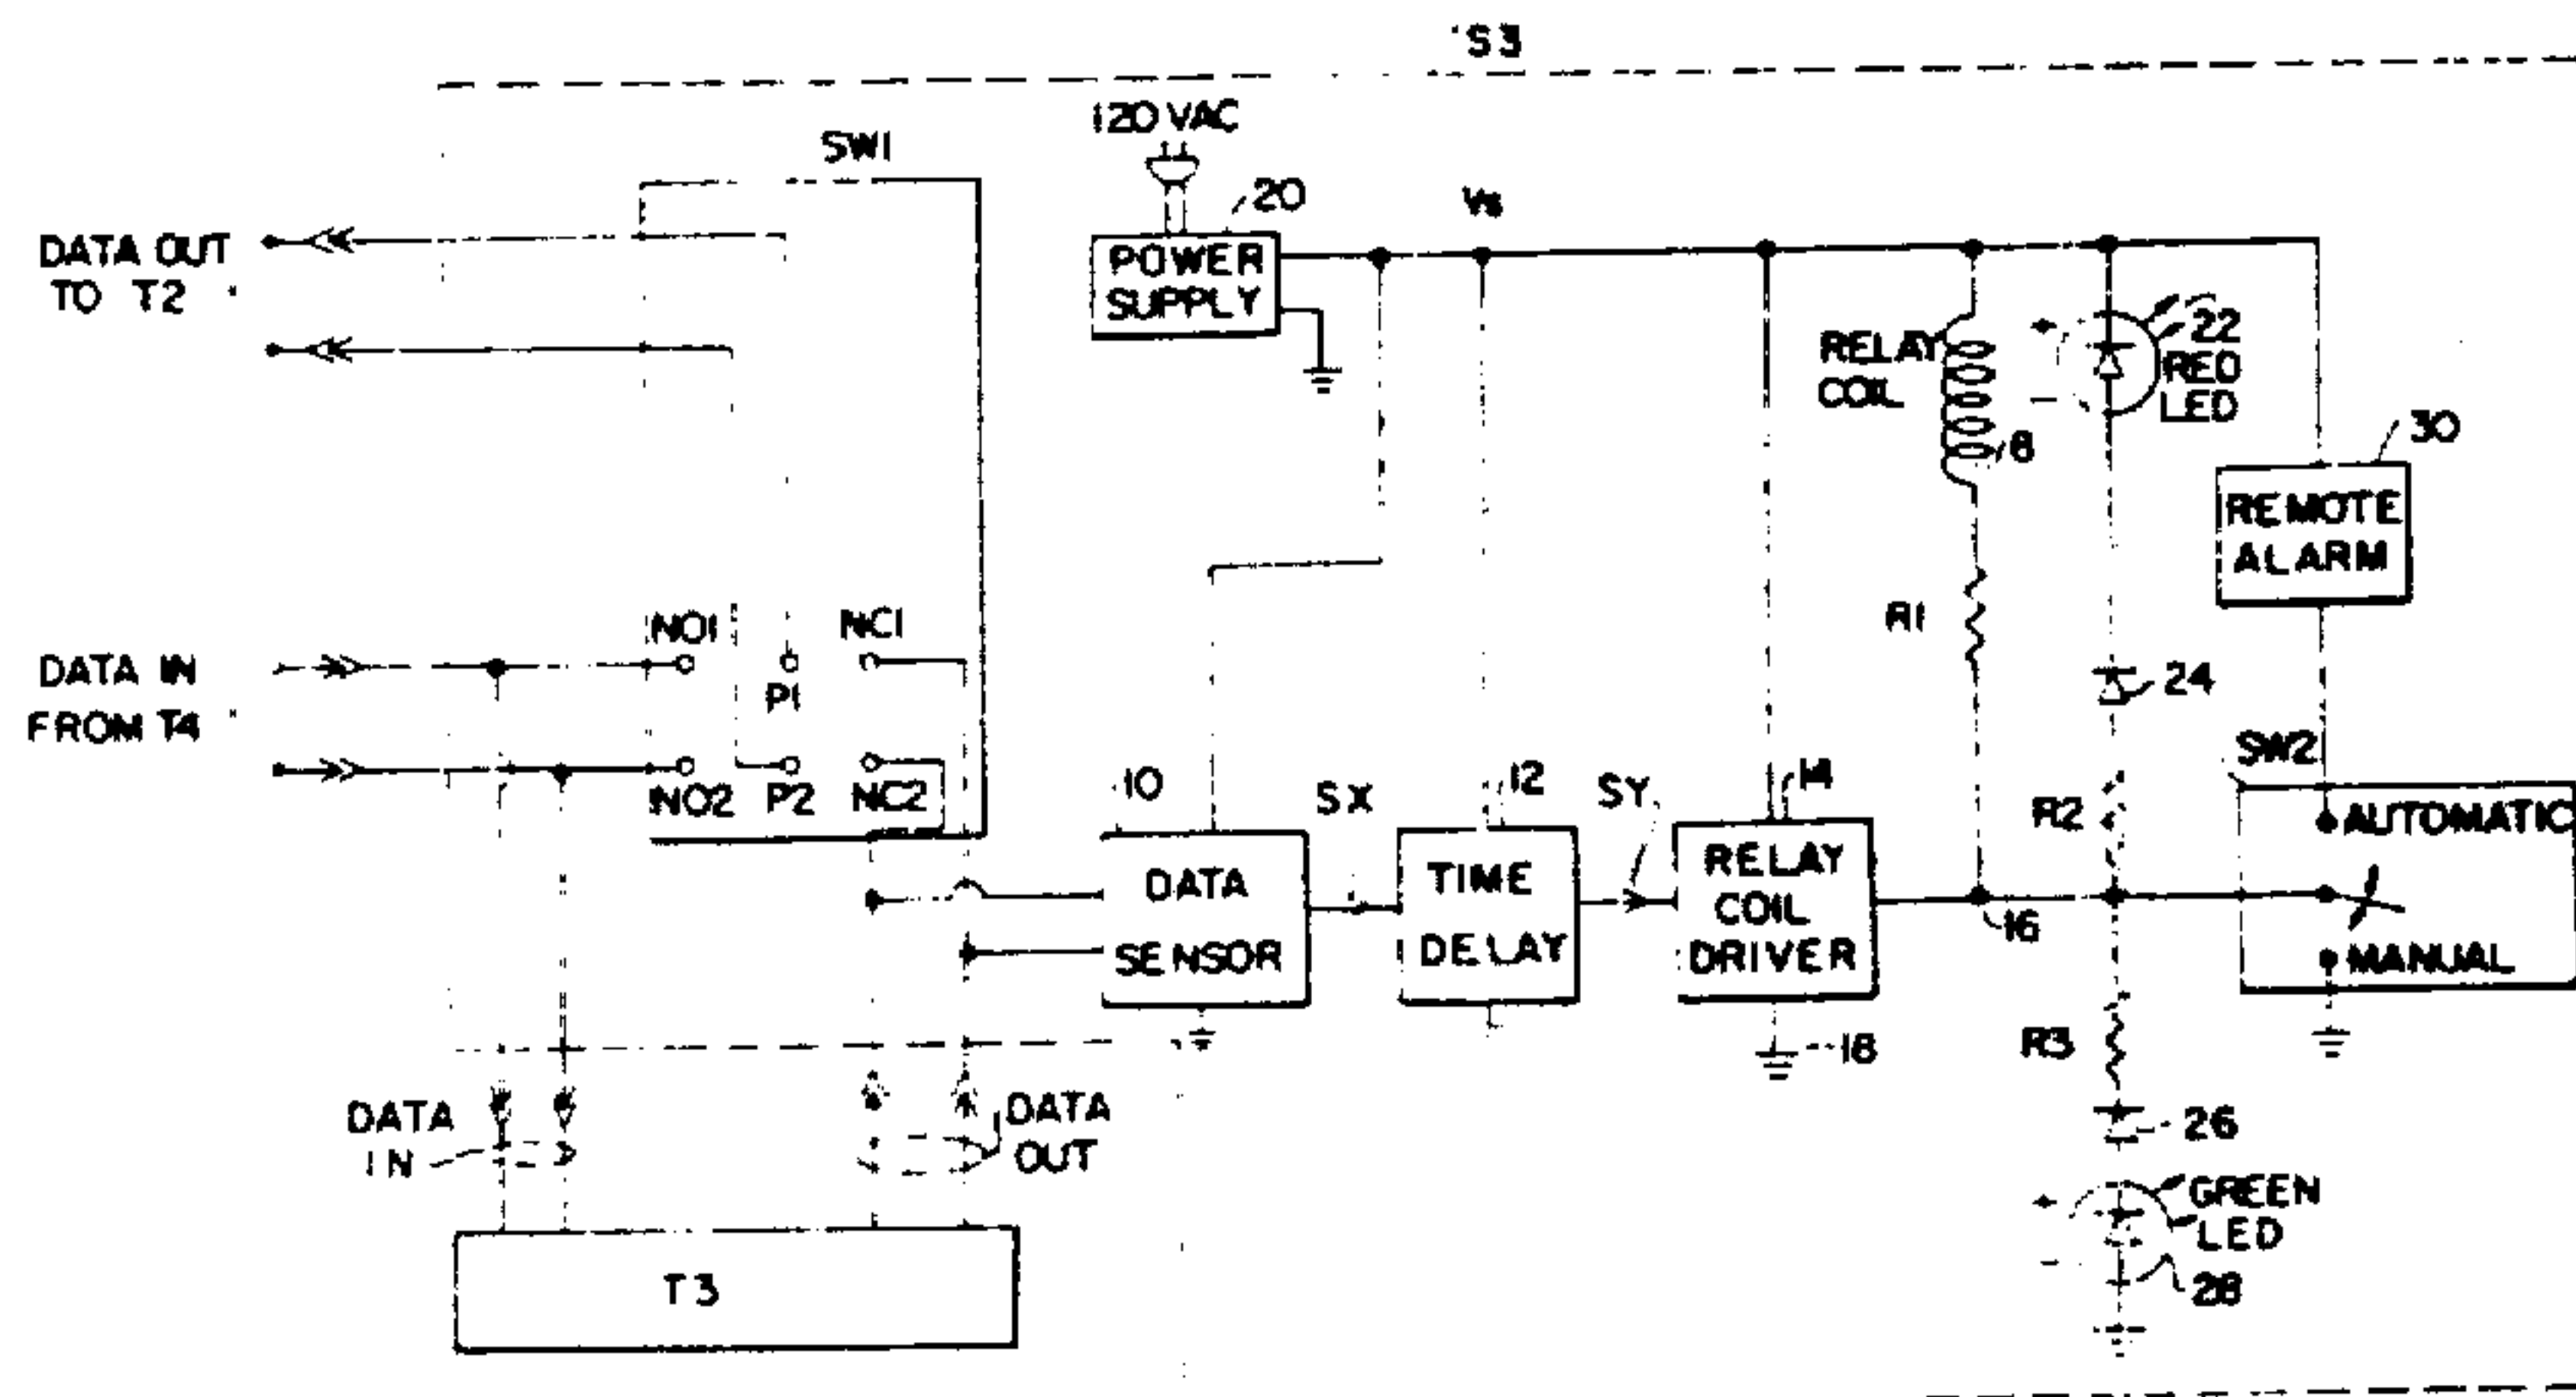 S3
120 VAC
SW1
20
Vs
DATA OUT
TO T2
POWER
SUPPLY
RELAY
COIL
8
22
RED
LED
30
REMOTE
ALARM
R1
NO1
P1
NC1
DATA IN
FROM T4
24
NO2
P2
NC2
10
SX
12
SY
14
R2
SW2
AUTOMATIC
DATA
SENSOR
TIME
DELAY
RELAY
COIL
DRIVER
16
MANUAL
18
R3
DATA
IN
DATA
OUT
26
GREEN
LED
28
T3